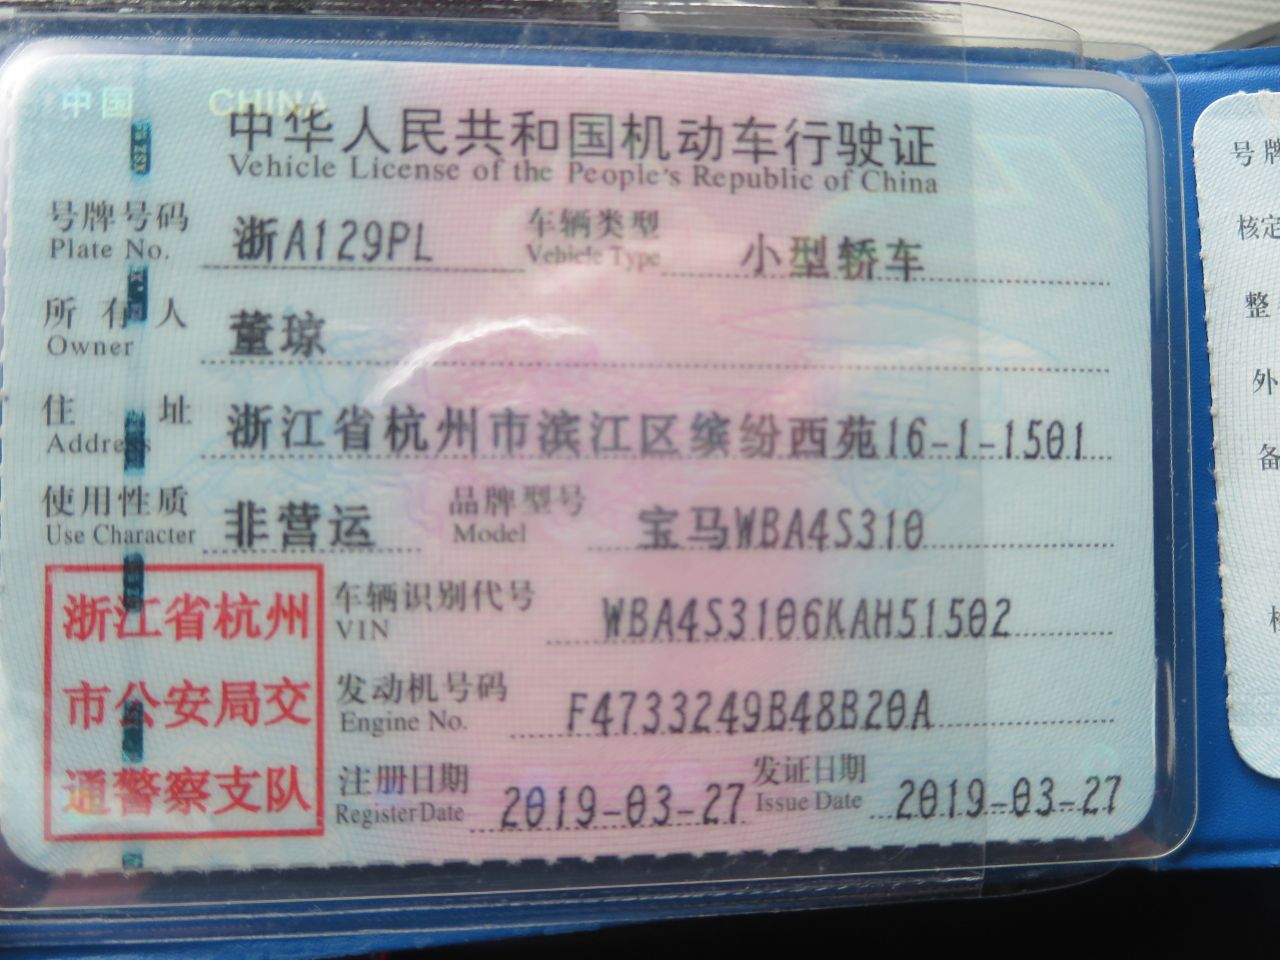 中国 CHINA
中华人民共和国机动车行驶证
Vehicle License of the People's Republic of China
号牌号码 浙A129PL 车辆类型 小型轿车
Plate No. Vehicle Type
所有人 董琼
Owner
住址 浙江省杭州市滨江区缤纷西苑16-1-1501
Address
使用性质 非营运 品牌型号 宝马WBA4S310
Use Character Model
浙江省杭州
市公安局交
通警察支队
车辆识别代号 WBA4S3106KAH51502
VIN
发动机号码 F4733249B48B20A
Engine No.
注册日期 2019-03-27 发证日期 2019-03-27
Register Date Issue Date
号牌
核定
整
外
备